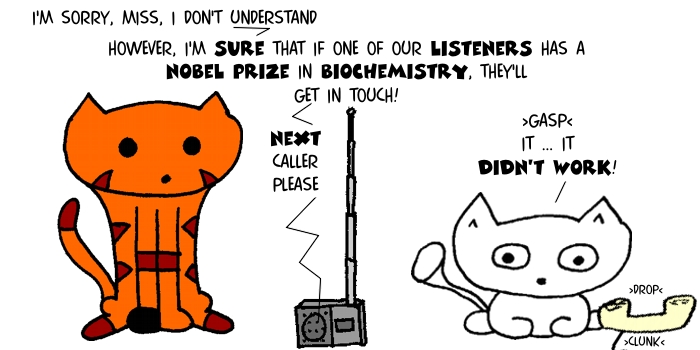 I'M SORRY, MISS, I DON'T UNDERSTAND
HOWEVER, I'M SURE THAT IF ONE OF OUR LISTENERS HAS A
NOBEL PRIZE IN BIOCHEMISTRY, THEY'LL
GET IN TOUCH!
NEXT
CALLER
PLEASE
>GASP<
IT ... IT
DIDN'T WORK!
>DROP<
>CLUNK<